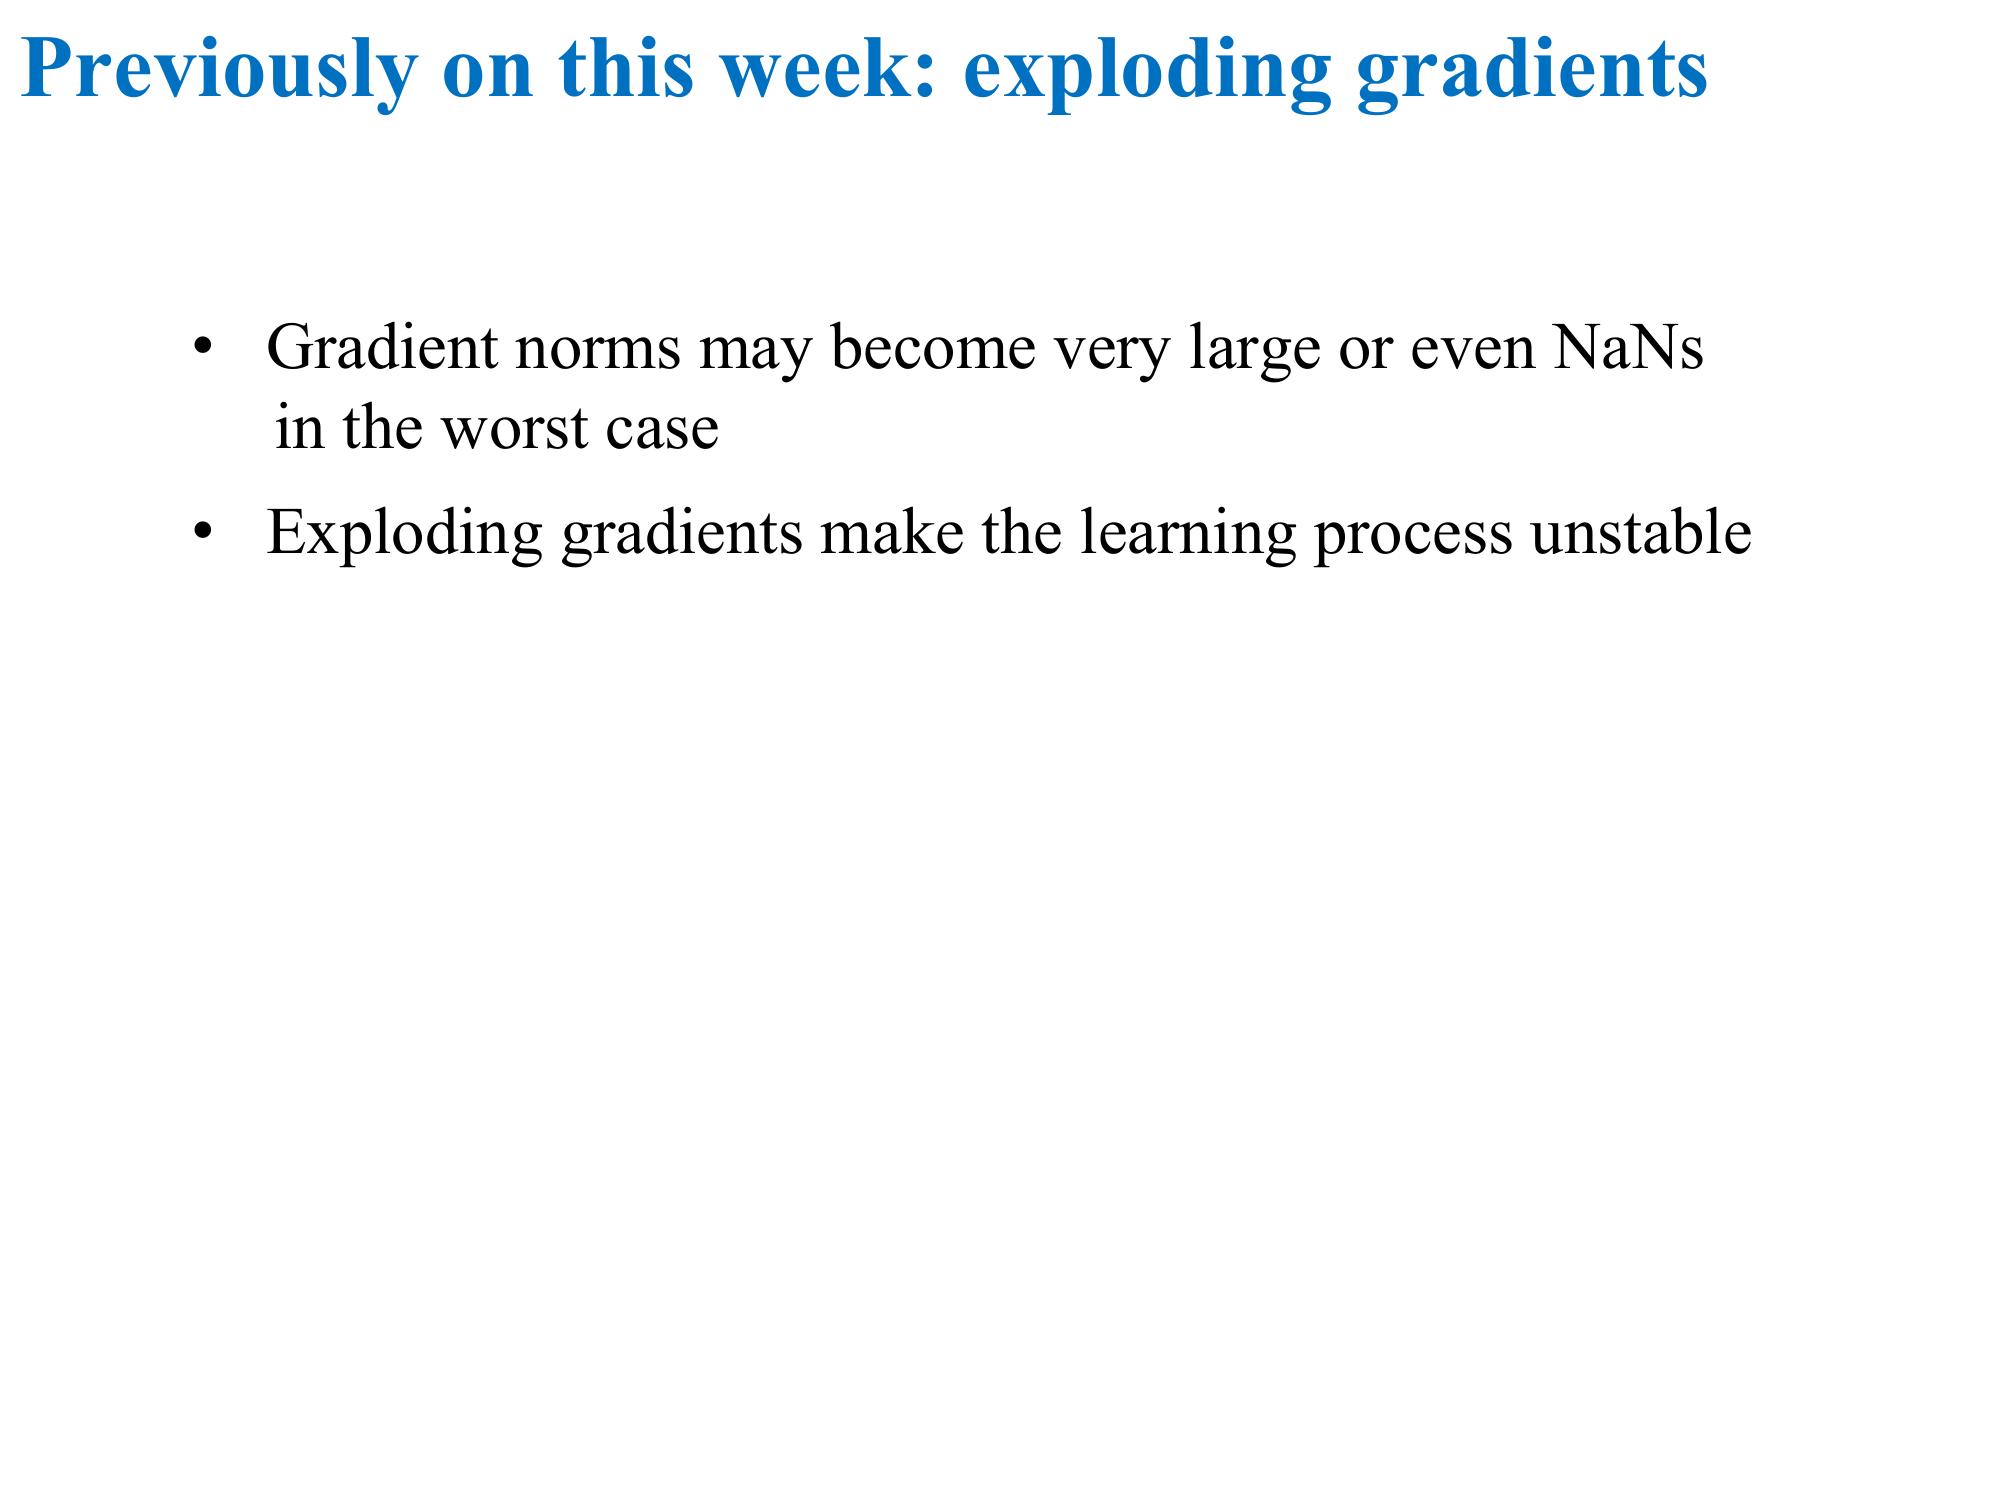 Previously on this week: exploding gradients
• Gradient norms may become very large or even NaNs
in the worst case
• Exploding gradients make the learning process unstable